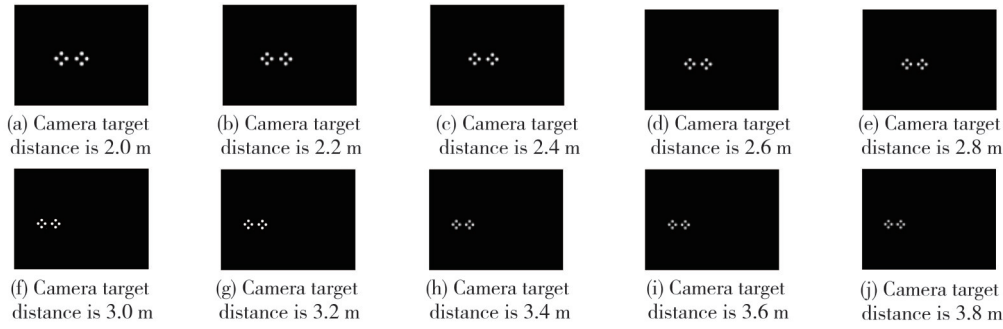 (a) Camera target
distance is 2.0 m
(b) Camera target
distance is 2.2 m
(c) Camera target
distance is 2.4 m
(d) Camera target
distance is 2.6 m
(e) Camera target
distance is 2.8 m
(f) Camera target
distance is 3.0 m
(g) Camera target
distance is 3.2 m
(h) Camera target
distance is 3.4 m
(i) Camera target
distance is 3.6 m
(j) Camera target
distance is 3.8 m